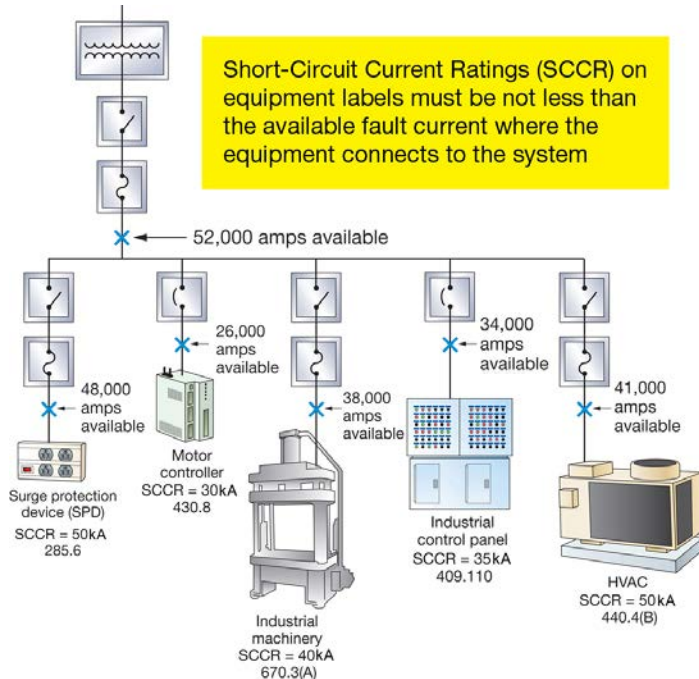 Short-Circuit Current Ratings (SCCR) on
equipment labels must be not less than
the available fault current where the
equipment connects to the system
52,000 amps available
48,000
amps
available
Surge protection
device (SPD)
SCCR = 50kA
285.6
26,000
amps
available
Motor
controller
SCCR = 30kA
430.8
38,000
amps
available
Industrial
machinery
SCCR = 40kA
670.3(A)
34,000
amps
available
Industrial
control panel
SCCR = 35kA
409.110
41,000
amps
available
HVAC
SCCR = 50kA
440.4(B)